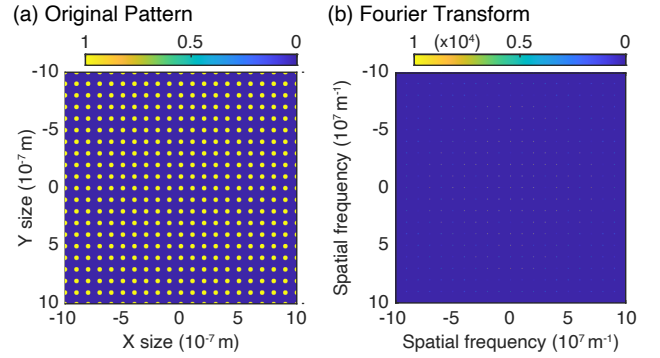 (a) Original Pattern
1 0.5 0
-10
-5
0
5
10
-10 -5 0 5 10
Y size (10⁻⁷ m)
X size (10⁻⁷ m)
(b) Fourier Transform
1 (x10⁴) 0.5 0
-10
-5
0
5
10
-10 -5 0 5 10
Spatial frequency (10⁷ m⁻¹)
Spatial frequency (10⁷ m⁻¹)